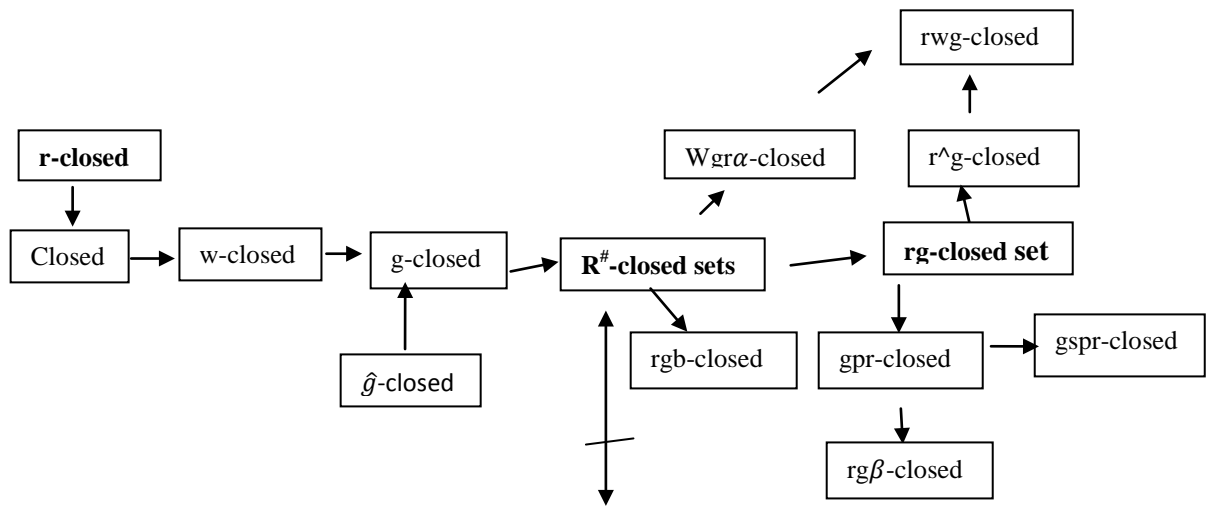 rwg-closed
r-closed
Wgrα-closed
r^g-closed
Closed
w-closed
g-closed
R#-closed sets
rg-closed set
ĝ-closed
rgb-closed
gpr-closed
gspr-closed
rgβ-closed